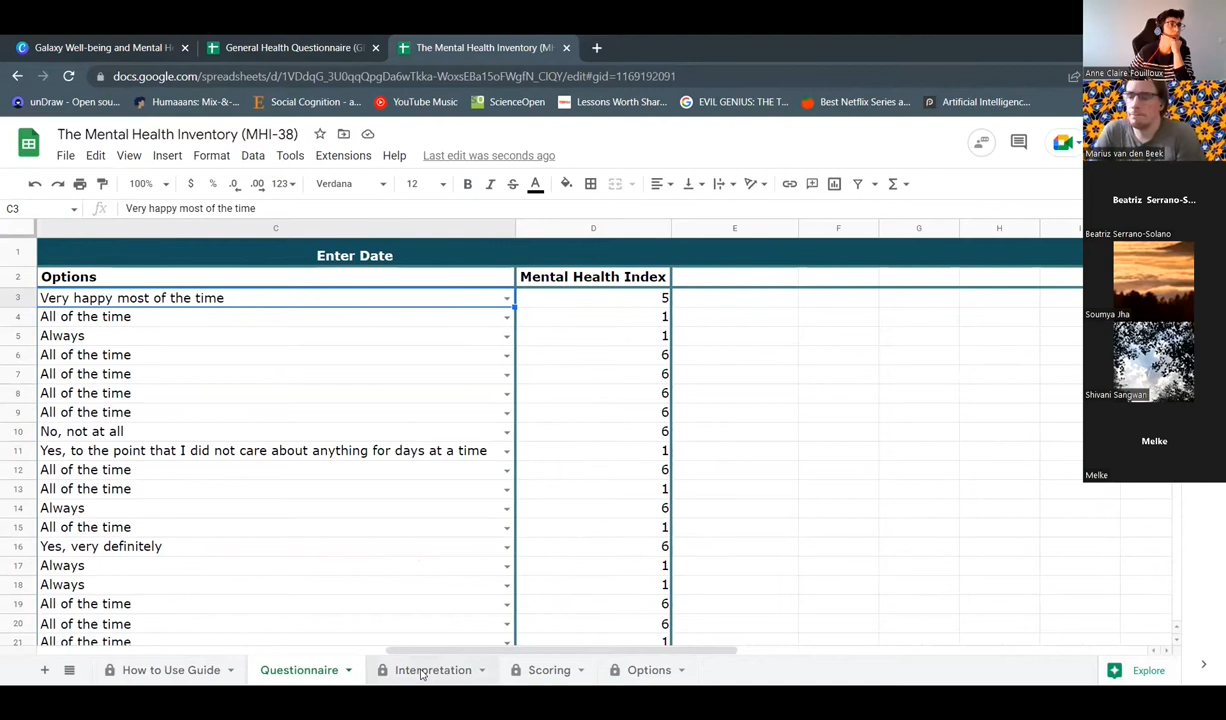 Galaxy Well-being and Mental H
General Health Questionnaire (G
The Mental Health Inventory (M
docs.google.com/spreadsheets/d/
unDraw - Open sou...
Humaaans: Mix-&-...
Social Cognition - a...
YouTube Music
ScienceOpen
Lessons Worth Shar...
EVIL GENIUS: THE T...
Best Netflix Series a...
Artificial Intelligenc...
The Mental Health Inventory (MHI-38)
File Edit View Insert Format Data Tools Extensions Help Last edit was seconds ago
100% $ % .0 .00 123 Verdana 12 B I S A
C3 fx Very happy most of the time
C D E F G H
1 Enter Date
2 Options Mental Health Index
3 Very happy most of the time 5
4 All of the time 1
5 Always 1
6 All of the time 6
7 All of the time 6
8 All of the time 6
9 All of the time 6
10 No, not at all 6
11 Yes, to the point that I did not care about anything for days at a time 1
12 All of the time 6
13 All of the time 1
14 Always 6
15 All of the time 1
16 Yes, very definitely 6
17 Always 1
18 Always 1
19 All of the time 6
20 All of the time 6
21 All of the time 1
How to Use Guide Questionnaire Interpretation Scoring Options Explore
Anne Claire Fouilloux
Marius van den Beek
Beatriz Serrano-S...
Beatriz Serrano-Solano
Soumya Jha
Shivani Sangwan
Melke
Melke